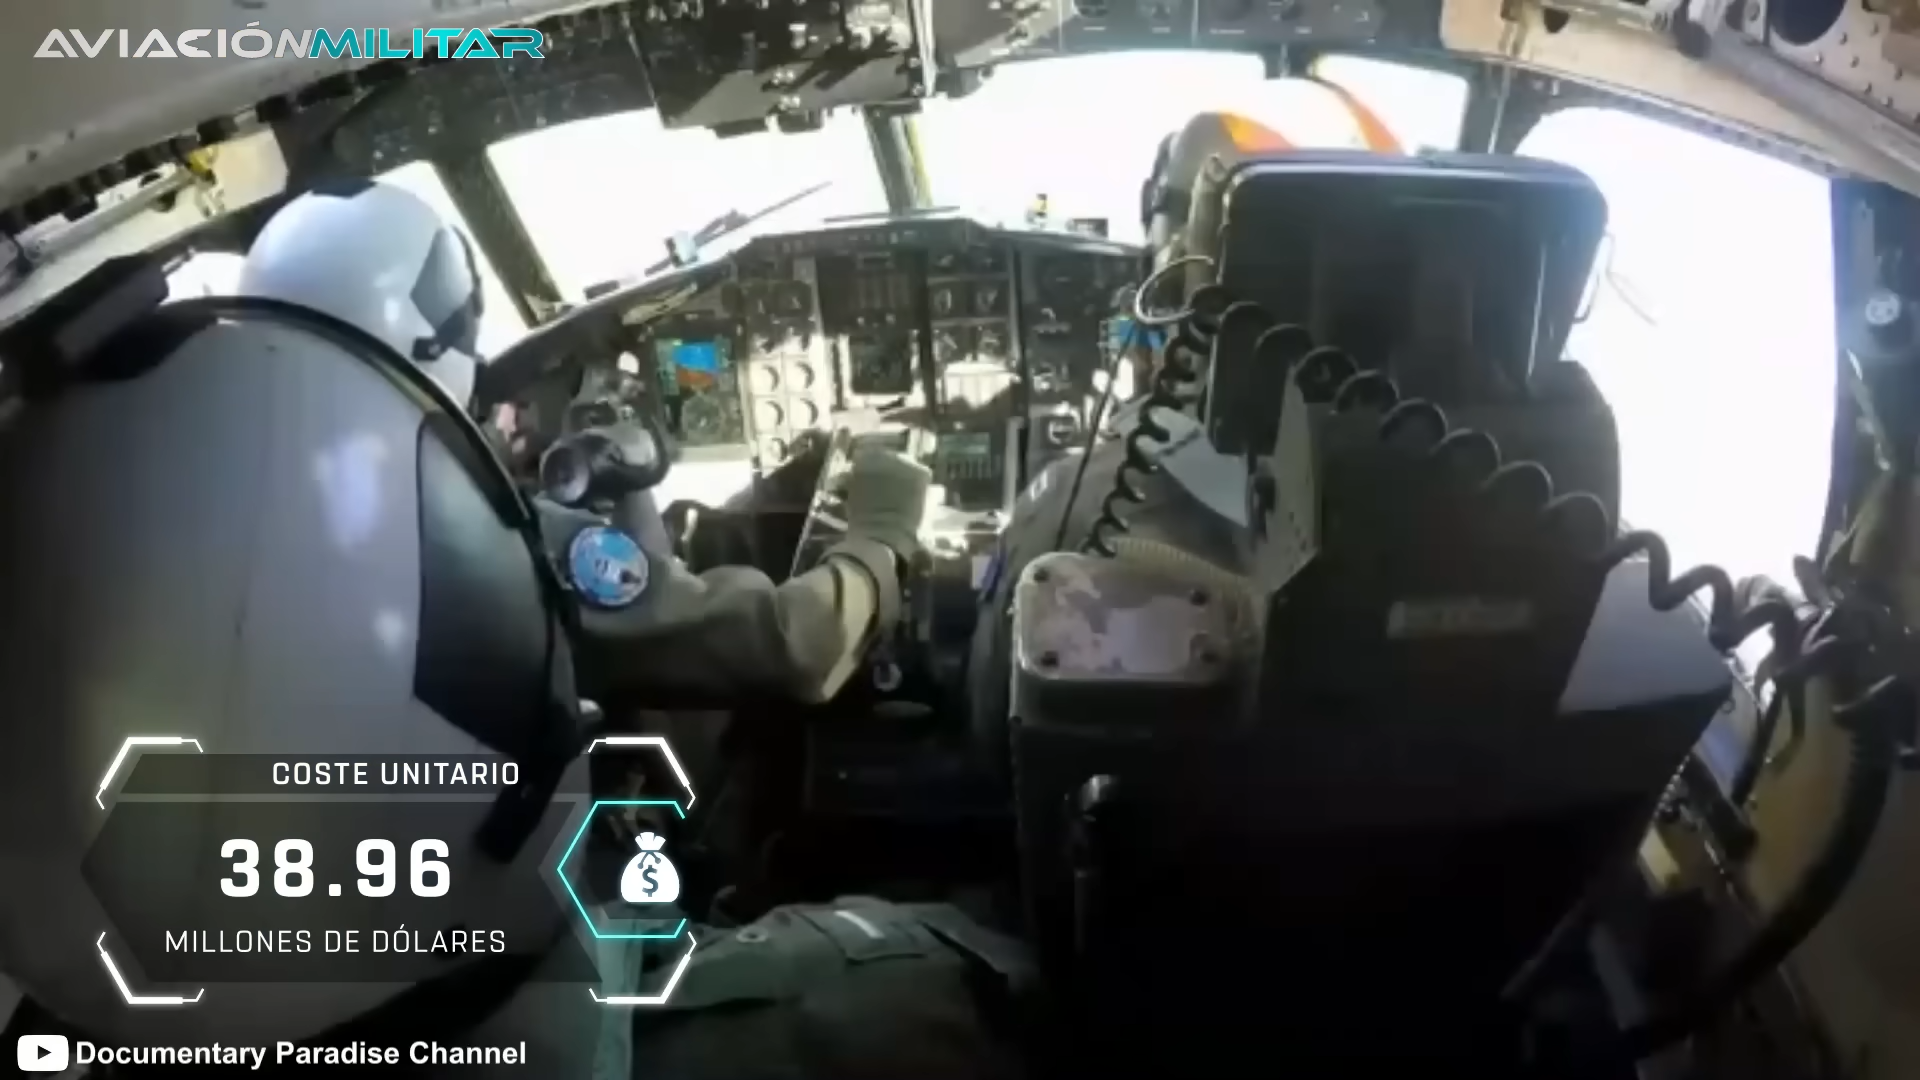 AVIACIÓNMILITAR
COSTE UNITARIO
38.96
MILLONES DE DÓLARES
Documentary Paradise Channel